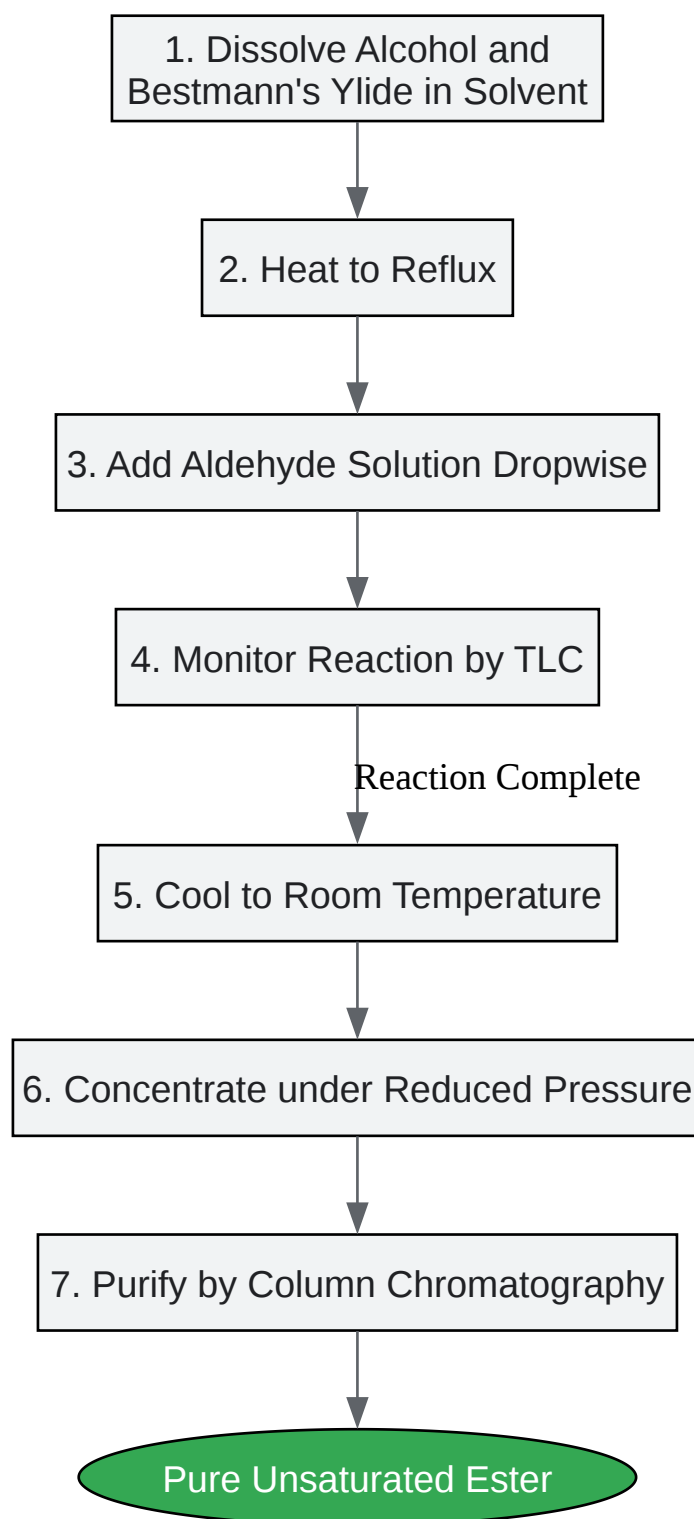 1. Dissolve Alcohol and
Bestmann's Ylide in Solvent
2. Heat to Reflux
3. Add Aldehyde Solution Dropwise
4. Monitor Reaction by TLC
Reaction Complete
5. Cool to Room Temperature
6. Concentrate under Reduced Pressure
7. Purify by Column Chromatography
Pure Unsaturated Ester